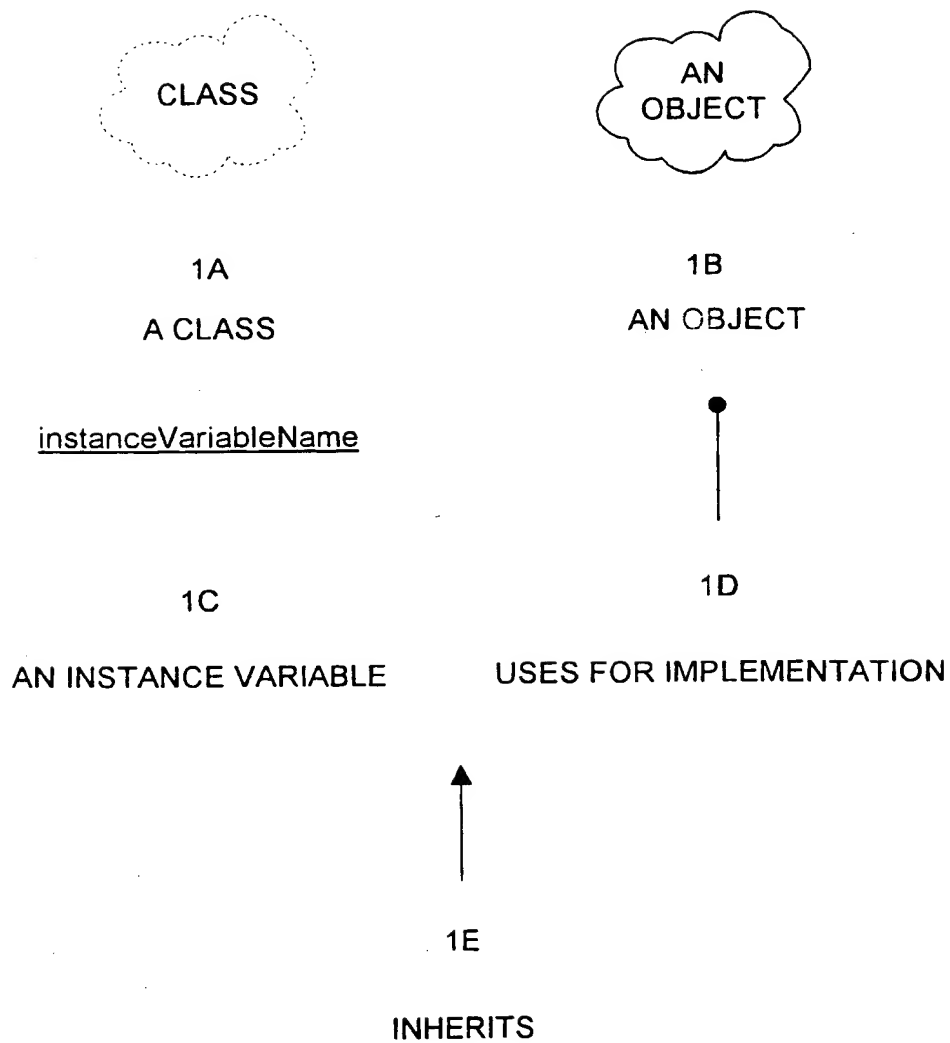 CLASS
AN
OBJECT
1A
A CLASS
1B
AN OBJECT
instanceVariableName
1C
AN INSTANCE VARIABLE
1D
USES FOR IMPLEMENTATION
1E
INHERITS